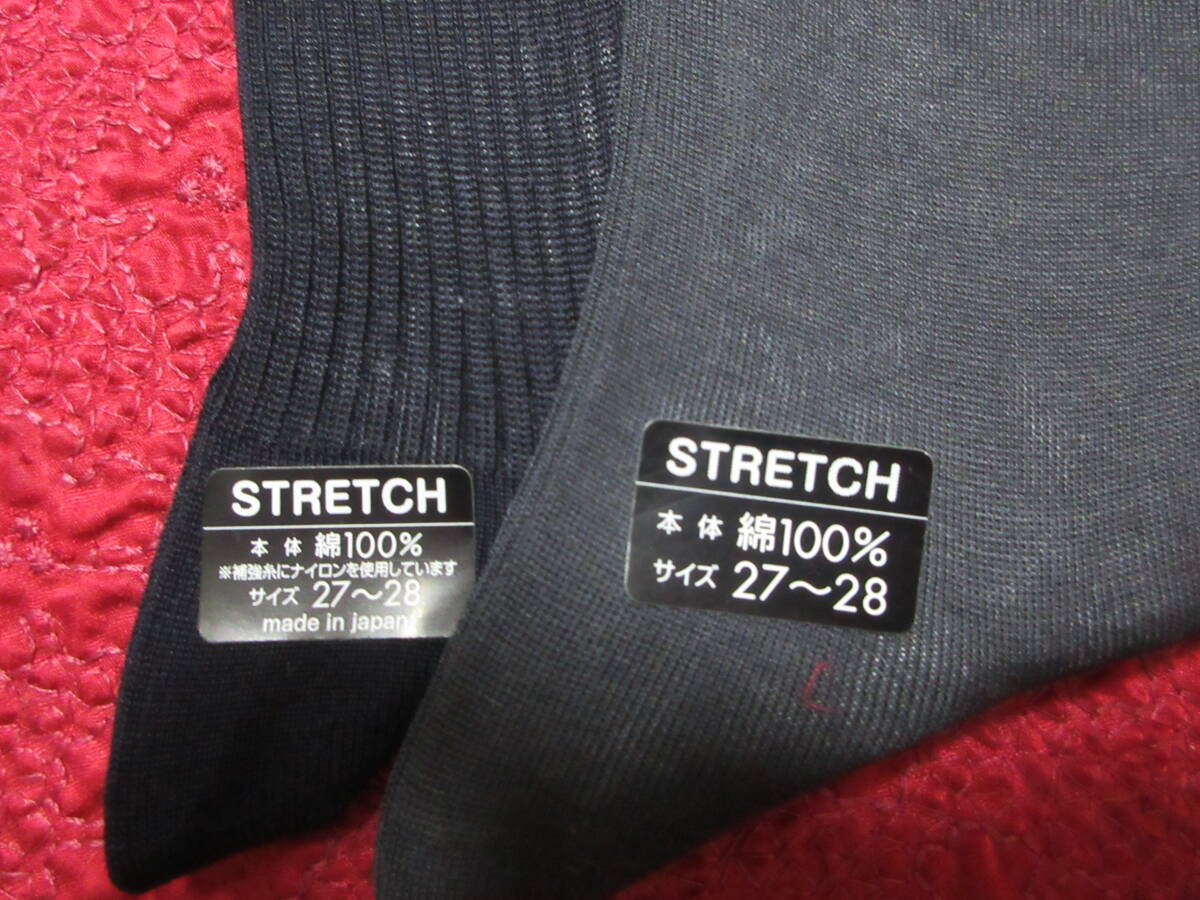 STRETCH
本体 綿100%
※補強糸にナイロンを使用しています
サイズ 27〜28
made in japan
STRETCH
本体 綿100%
サイズ 27〜28